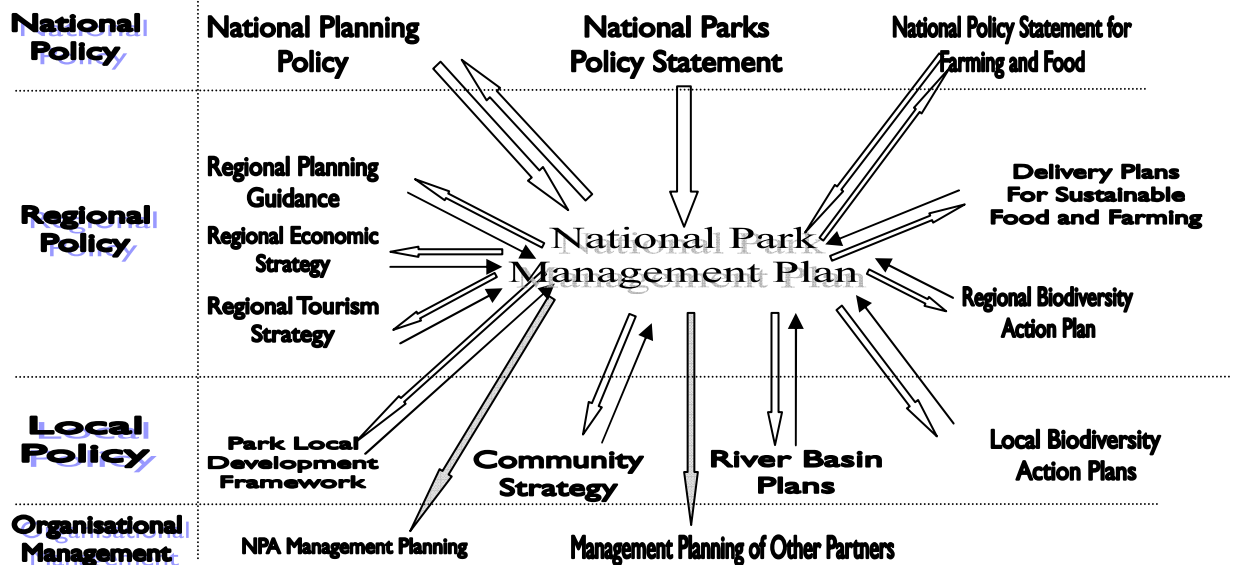 National
Policy
National Planning
Policy
National Parks
Policy Statement
National Policy Statement for
Farming and Food
Regional
Policy
Regional Planning
Guidance
Regional Economic
Strategy
Regional Tourism
Strategy
National Park
Management Plan
Delivery Plans
For Sustainable
Food and Farming
Regional Biodiversity
Action Plan
Local
Policy
Park Local
Development
Framework
Community
Strategy
River Basin
Plans
Local Biodiversity
Action Plans
Organisational
Management
NPA Management Planning
Management Planning of Other Partners